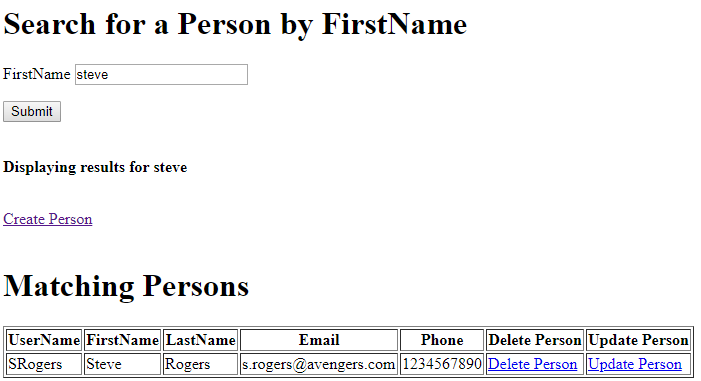 Search for a Person by FirstName
FirstName steve
Submit
Displaying results for steve
Create Person
Matching Persons
UserName FirstName LastName Email Phone Delete Person Update Person
SRogers Steve Rogers s.rogers@avengers.com 1234567890 Delete Person Update Person